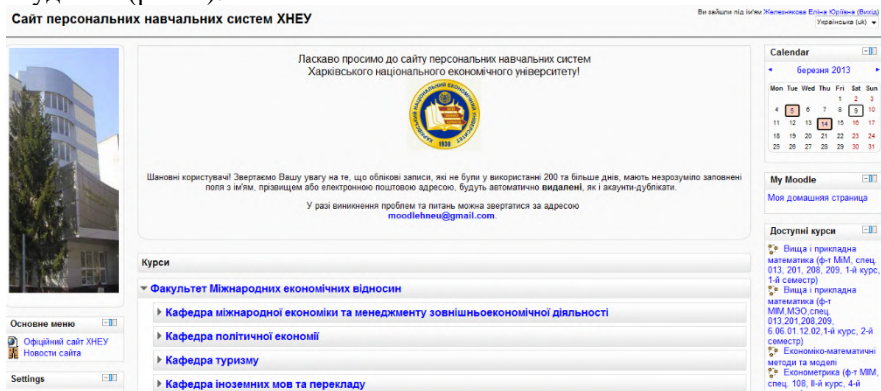 Сайт персональних навчальних систем ХНЕУ
Ви зайшли під ім'ям Железнякова Еліна Юріївна (Вихід)
Українська (uk)
Ласкаво просимо до сайту персональних навчальних систем
Харківського національного економічного університету!
1930
Шановні користувачі! Звертаємо Вашу увагу на те, що облікові записи, які не були у використанні 200 та більше днів, мають незрозуміло заповнені
поля з ім'ям, прізвищем або електронною поштовою адресою, будуть автоматично видалені, як і акаунти-дублікати.
У разі виникнення проблем та питань можна звертатися за адресою
moodlehneu@gmail.com.
Курси
Факультет Міжнародних економічних відносин
Кафедра міжнародної економіки та менеджменту зовнішньоекономічної діяльності
Кафедра політичної економії
Кафедра туризму
Кафедра іноземних мов та перекладу
Основне меню
Офіційний сайт ХНЕУ
Новости сайта
Settings
Calendar
березня 2013
Mon Tue Wed Thu Fri Sat Sun
1 2 3
4 5 6 7 8 9 10
11 12 13 14 15 16 17
18 19 20 21 22 23 24
25 26 27 28 29 30 31
My Moodle
Моя домашняя страница
Доступні курси
Вища і прикладна
математика (ф-т МіМ, спец.
013, 201, 208, 209, 1-й курс,
1-й семестр)
Вища і прикладна
математика (ф-т
МІМ,МЭО,спец.
013,201,208,209,
6.06.01.12.02,1-й курс, 2-й
семестр)
Економіко-математичні
методи та моделі
Эконометрика (ф-т МІМ,
спец. 108, ІІ-й курс, 4-й